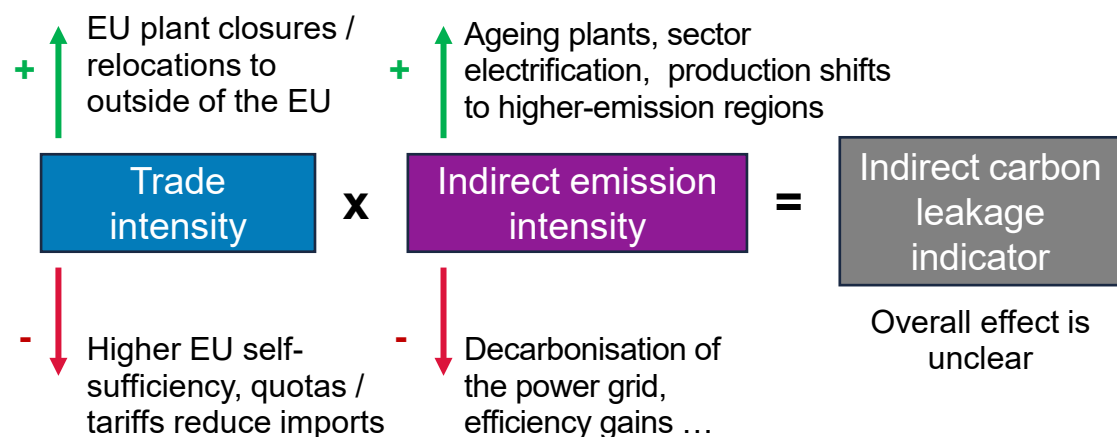 +
EU plant closures /
relocations to
outside of the EU
+
Ageing plants, sector
electrification,  production shifts
to higher-emission regions
Trade
intensity
x
Indirect emission
intensity
=
Indirect carbon
leakage
indicator
-
Higher EU self-
sufficiency, quotas /
tariffs reduce imports
-
Decarbonisation of
the power grid,
efficiency gains …
Overall effect is
unclear